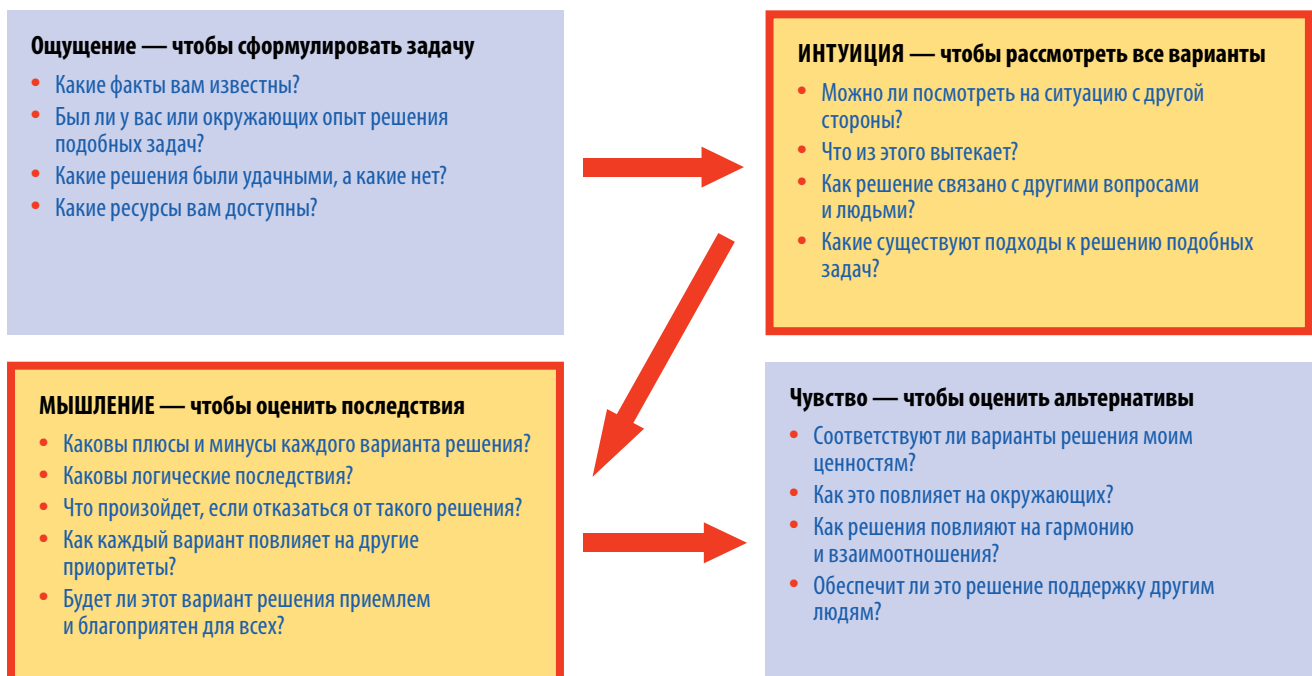 Ощущение — чтобы сформулировать задачу
• Какие факты вам известны?
• Был ли у вас или окружающих опыт решения
подобных задач?
• Какие решения были удачными, а какие нет?
• Какие ресурсы вам доступны?
ИНТУИЦИЯ — чтобы рассмотреть все варианты
• Можно ли посмотреть на ситуацию с другой
стороны?
• Что из этого вытекает?
• Как решение связано с другими вопросами
и людьми?
• Какие существуют подходы к решению подобных
задач?
МЫШЛЕНИЕ — чтобы оценить последствия
• Каковы плюсы и минусы каждого варианта решения?
• Каковы логические последствия?
• Что произойдет, если отказаться от такого решения?
• Как каждый вариант повлияет на другие
приоритеты?
• Будет ли этот вариант решения приемлем
и благоприятен для всех?
Чувство — чтобы оценить альтернативы
• Соответствуют ли варианты решения моим
ценностям?
• Как это повлияет на окружающих?
• Как решения повлияют на гармонию
и взаимоотношения?
• Обеспечит ли это решение поддержку другим
людям?